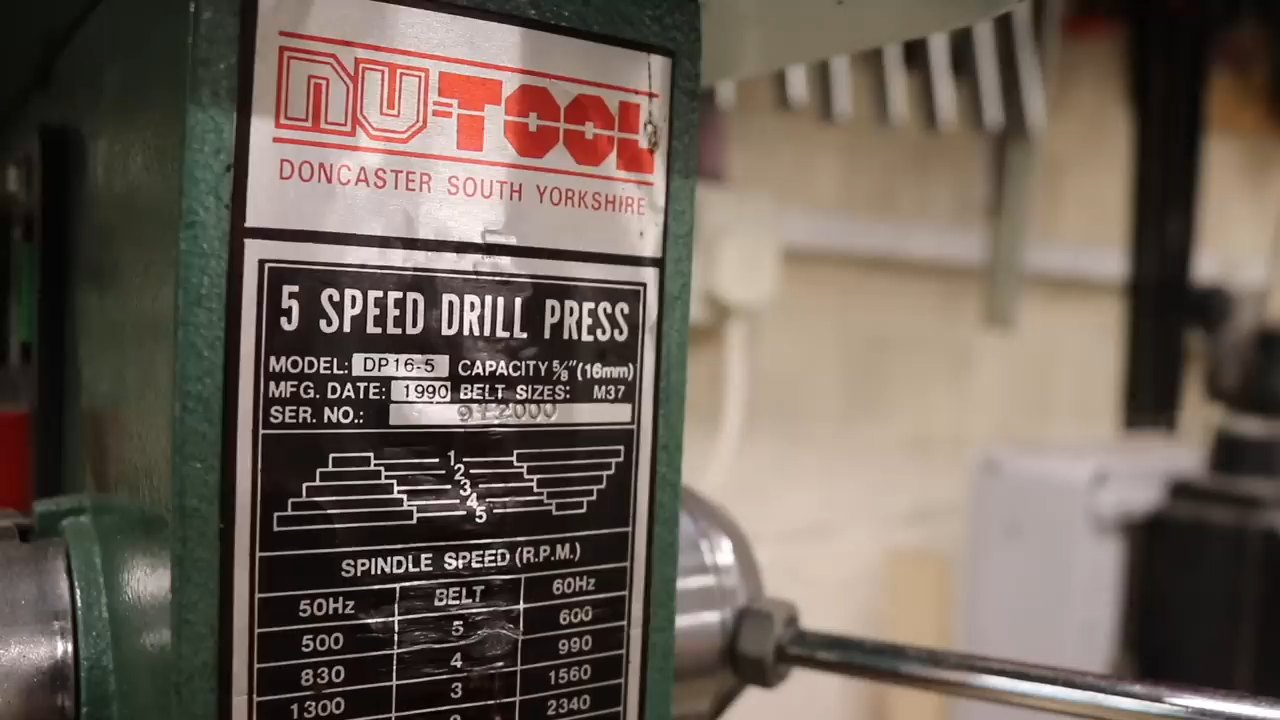 NU-TOOL
DONCASTER SOUTH YORKSHIRE
5 SPEED DRILL PRESS
MODEL: DP16-5 CAPACITY 5/8" (16mm)
MFG. DATE: 1990 BELT SIZES: M37
SER. NO.:
1
2
3
4
5
SPINDLE SPEED (R.P.M.)
50Hz BELT 60Hz
500 5 600
830 4 990
1300 3 1560
2340